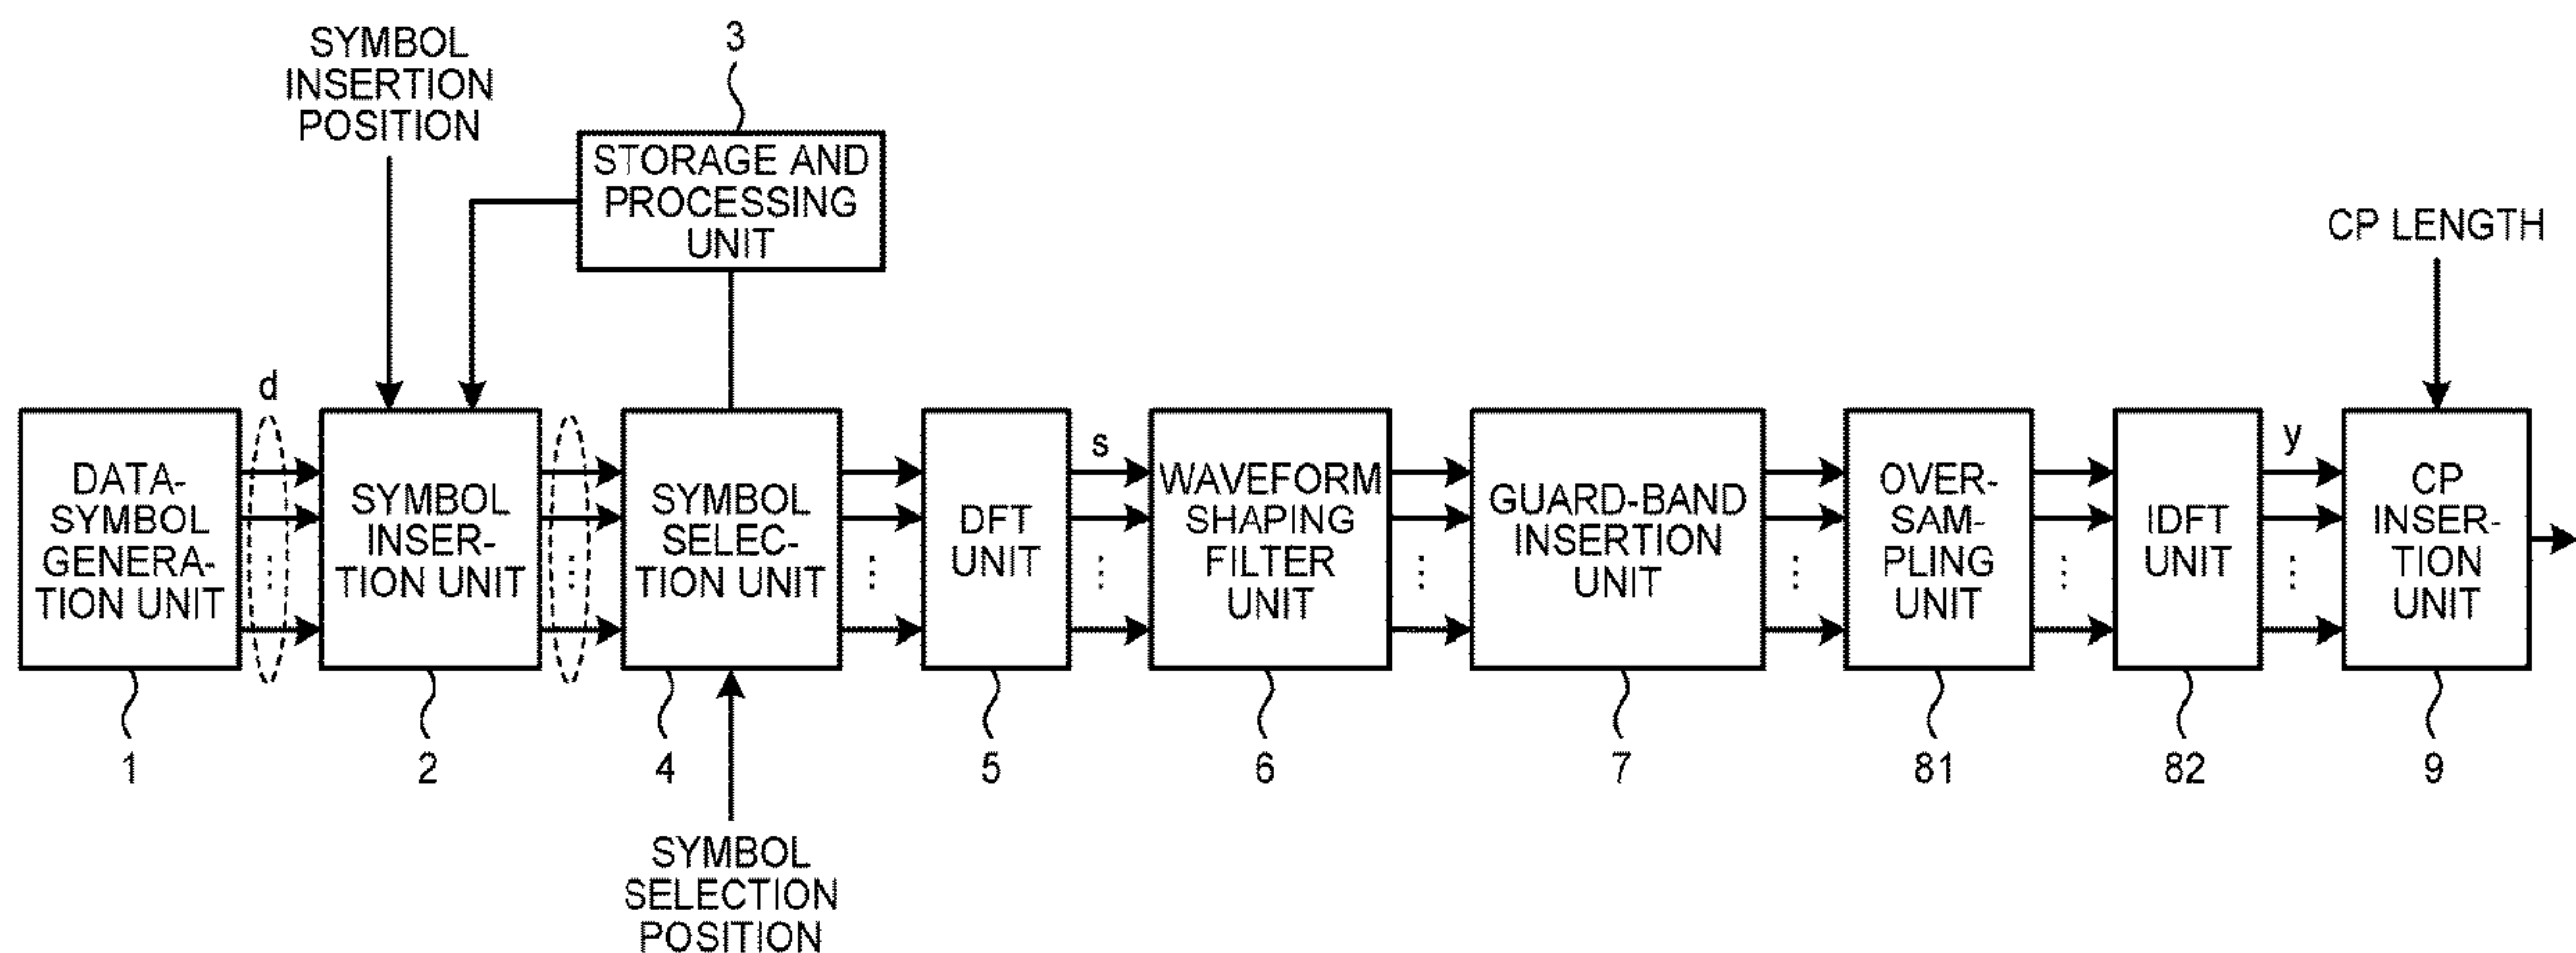 SYMBOL
INSERTION
POSITION
3
STORAGE AND
PROCESSING
UNIT
CP LENGTH
d
DATA-
SYMBOL
GENERA-
TION UNIT
SYMBOL
INSER-
TION UNIT
SYMBOL
SELEC-
TION UNIT
DFT
UNIT
s
WAVEFORM
SHAPING
FILTER
UNIT
GUARD-BAND
INSERTION
UNIT
OVER-
SAM-
PLING
UNIT
IDFT
UNIT
y
CP
INSER-
TION
UNIT
1
2
4
5
6
7
81
82
9
SYMBOL
SELECTION
POSITION